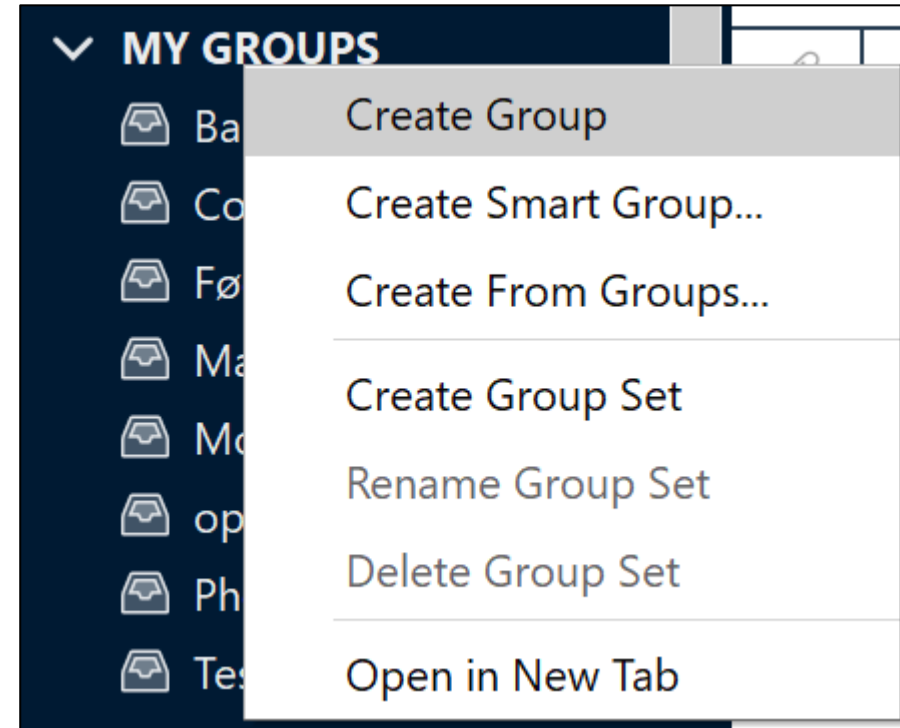 MY GROUPS
Create Group
Create Smart Group...
Create From Groups...
Create Group Set
Rename Group Set
Delete Group Set
Open in New Tab